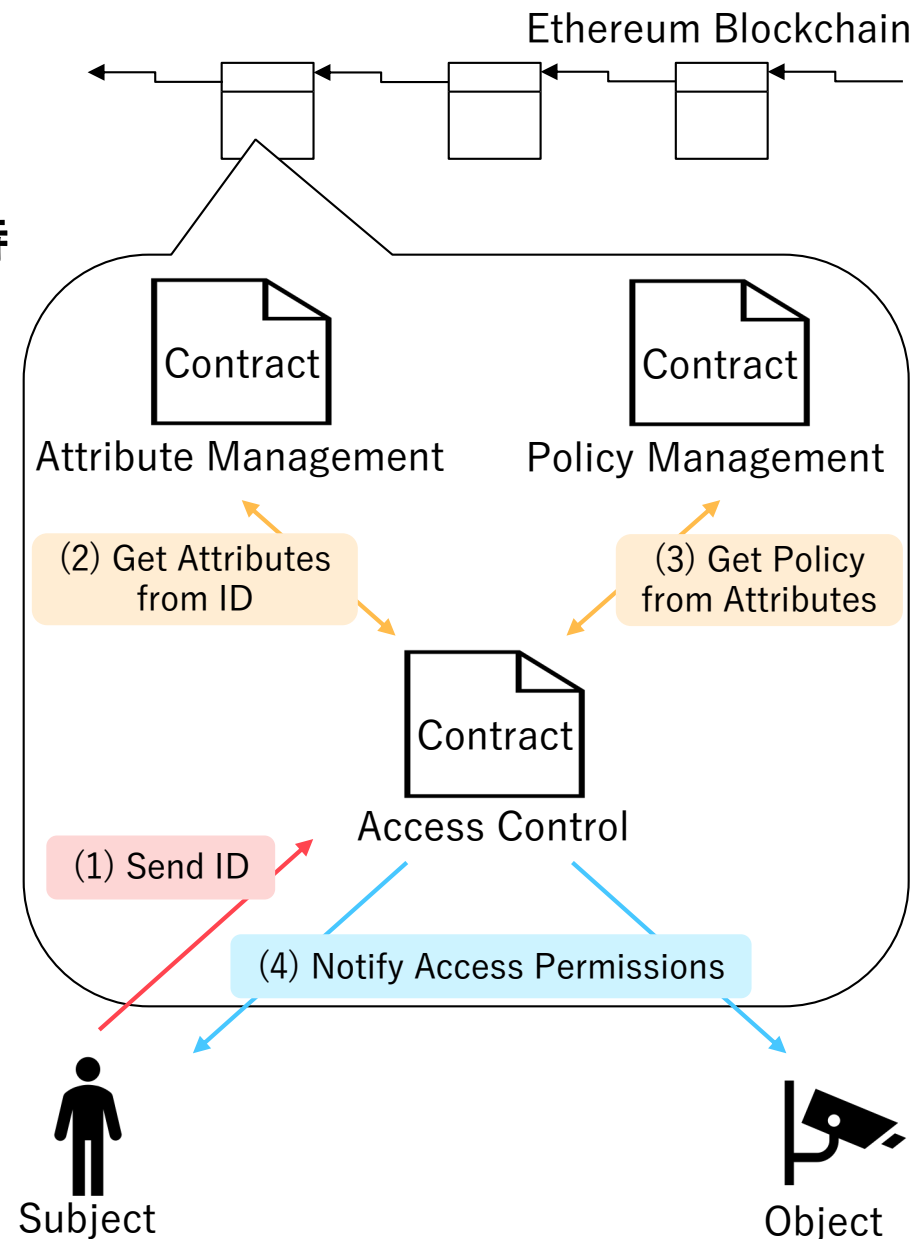 Ethereum Blockchain
Contract
Attribute Management
Contract
Policy Management
(2) Get Attributes
from ID
(3) Get Policy
from Attributes
Contract
Access Control
(1) Send ID
(4) Notify Access Permissions
Subject
Object